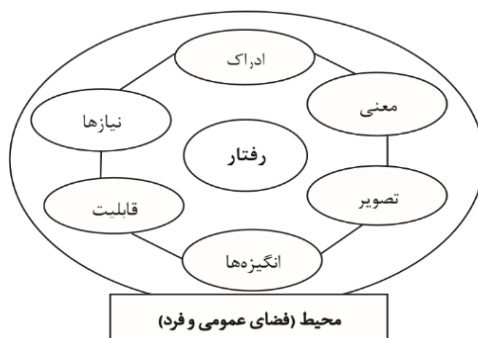 ادراک
معنی
نیازها
رفتار
تصویر
قابلیت
انگیزه‌ها
محیط (فضای عمومی و فرد)